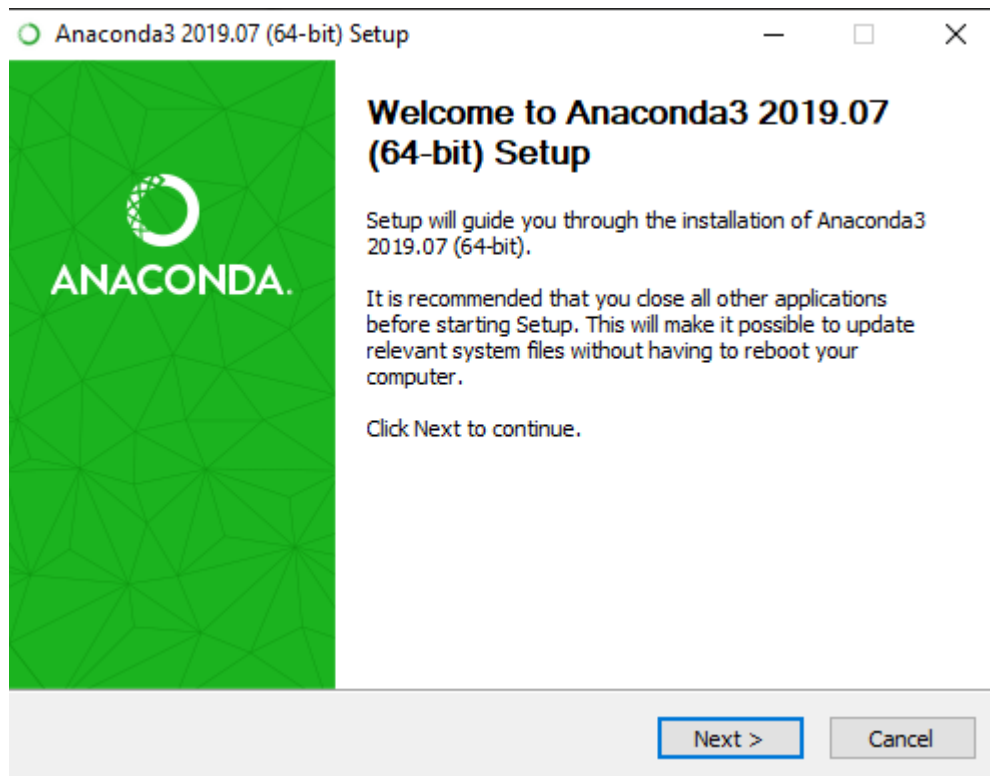 Anaconda3 2019.07 (64-bit) Setup
ANACONDA.
Welcome to Anaconda3 2019.07
(64-bit) Setup
Setup will guide you through the installation of Anaconda3
2019.07 (64-bit).
It is recommended that you close all other applications
before starting Setup. This will make it possible to update
relevant system files without having to reboot your
computer.
Click Next to continue.
Next >
Cancel